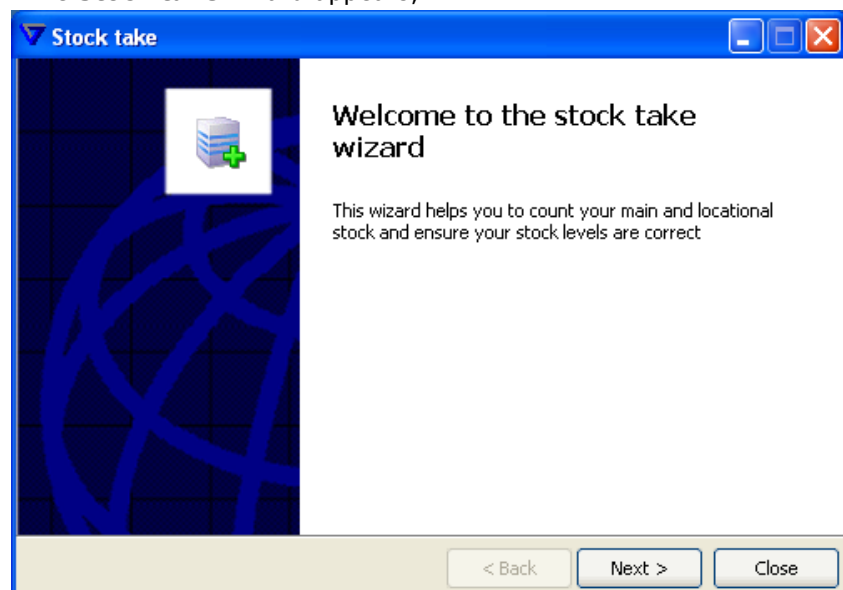 Stock take
Welcome to the stock take
wizard
This wizard helps you to count your main and locational
stock and ensure your stock levels are correct
< Back Next > Close